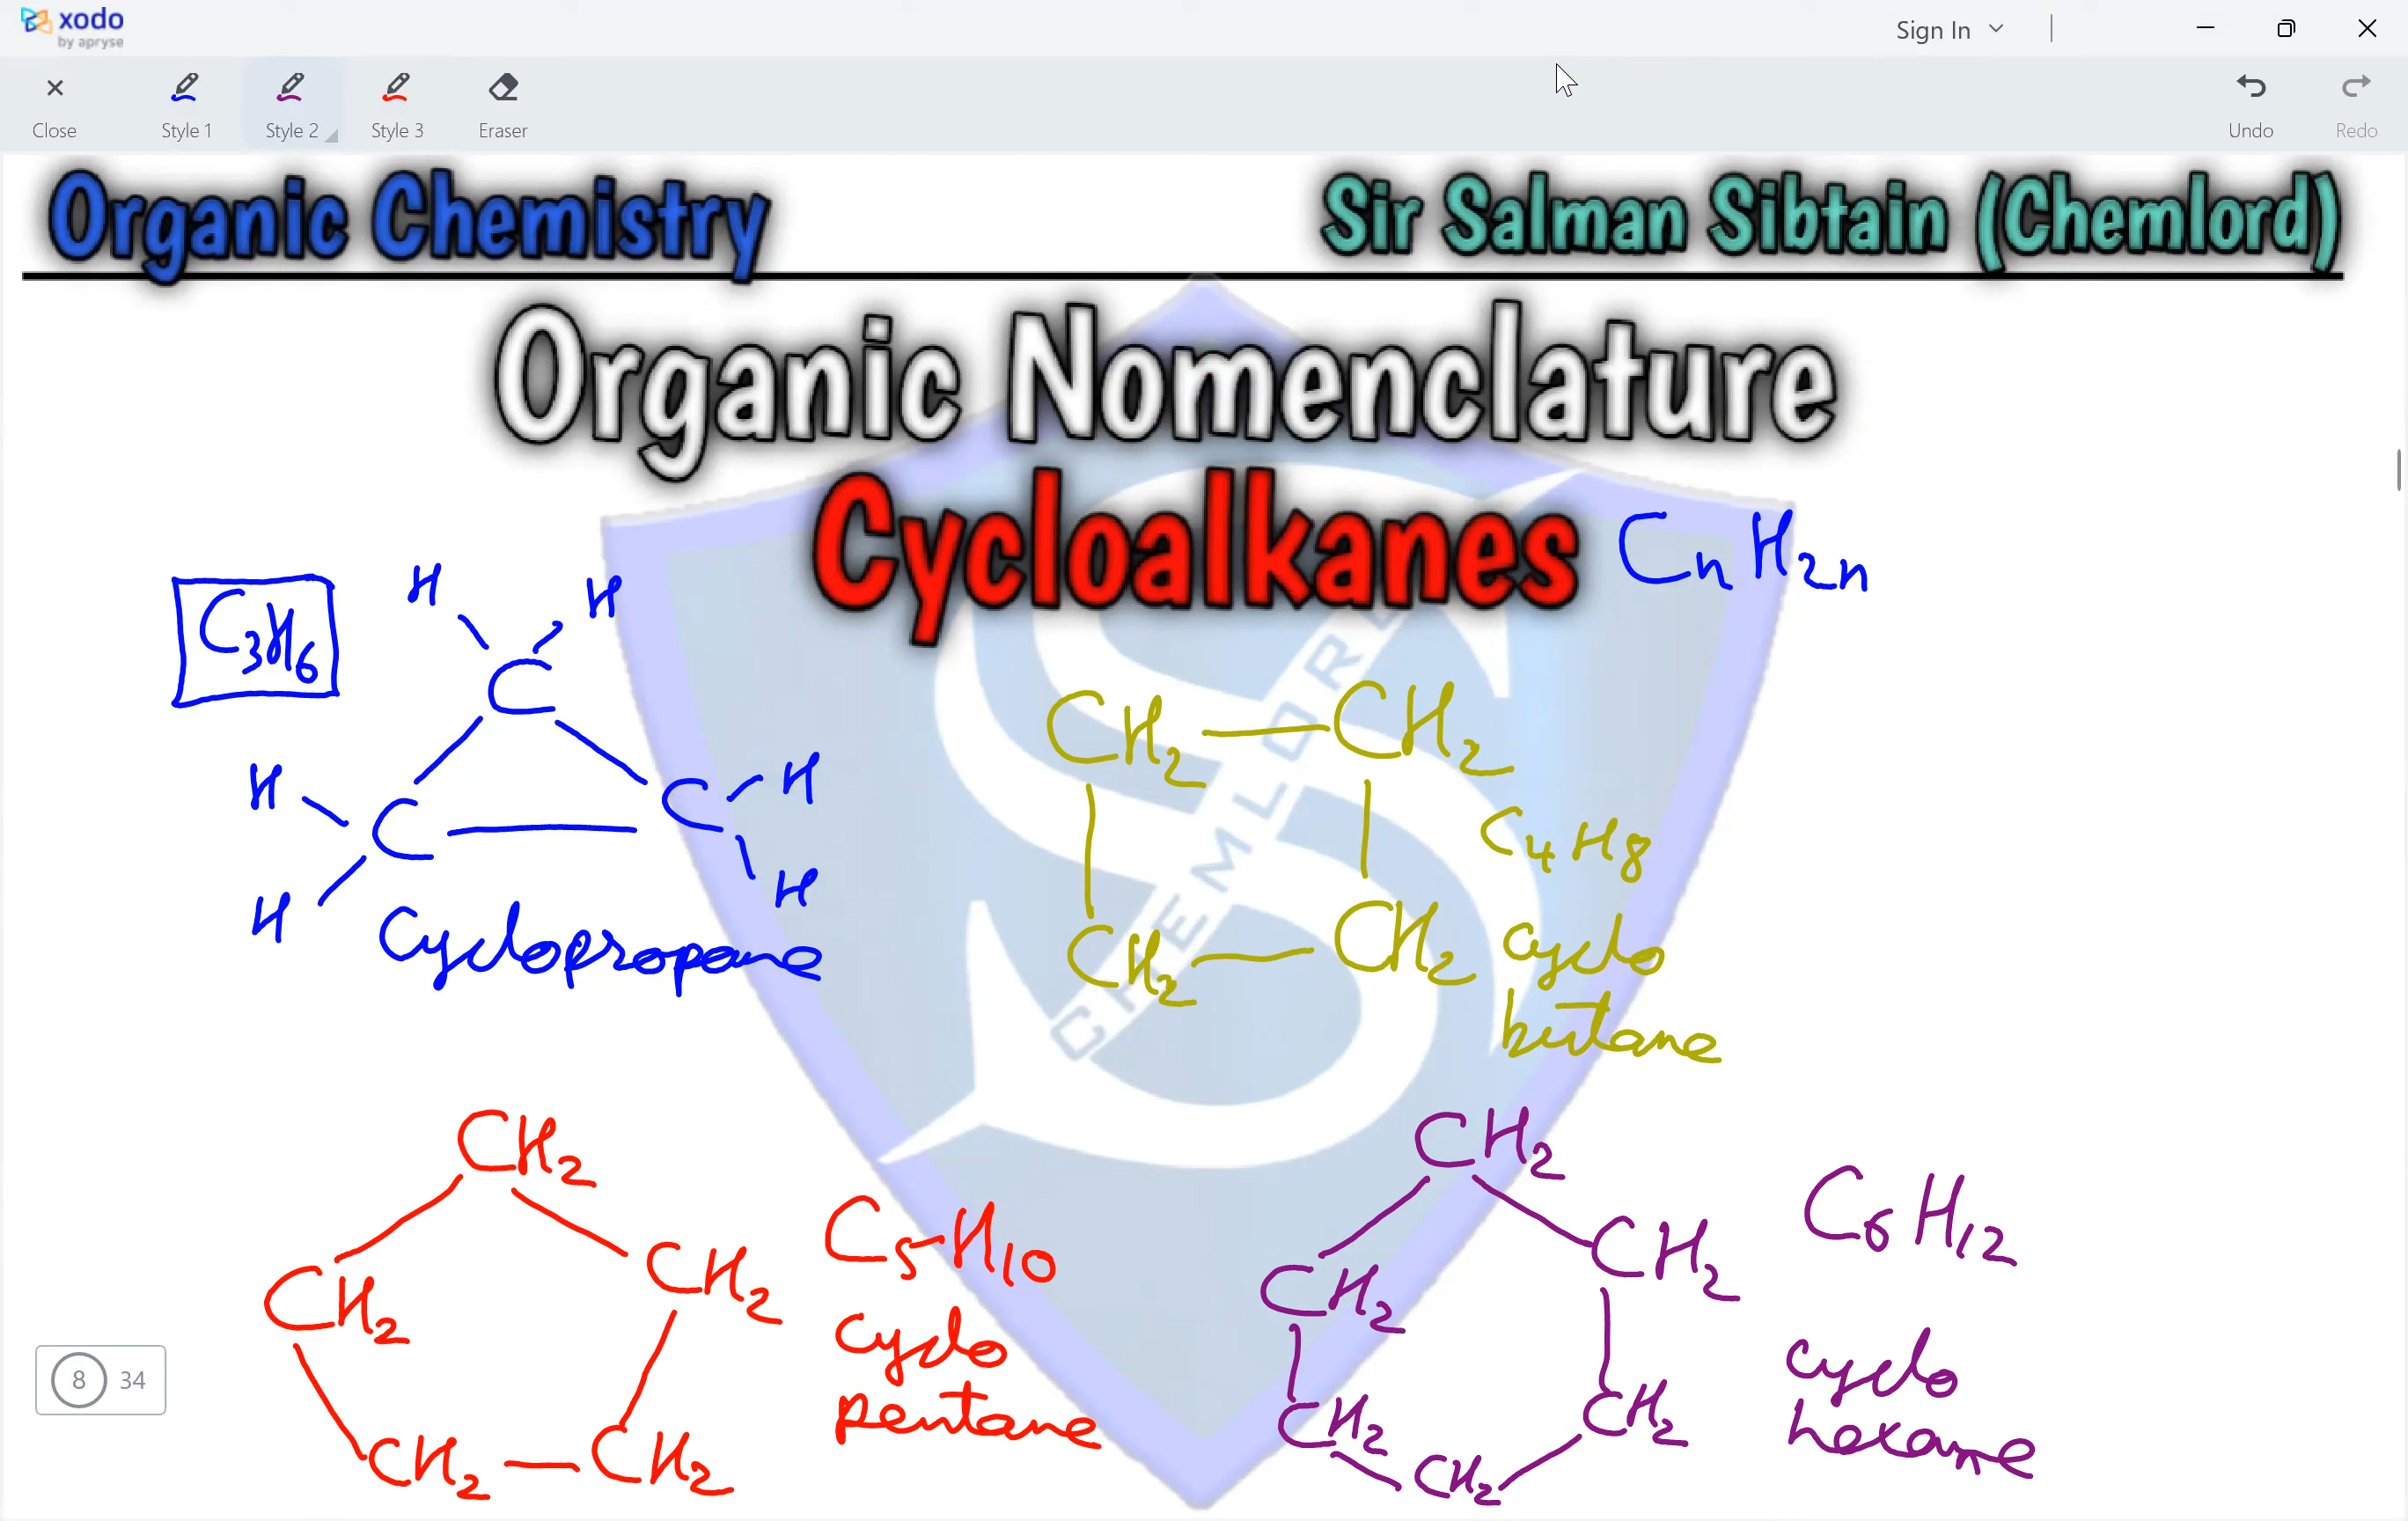 xodo
by apryse
Sign In
Close
Style 1
Style 2
Style 3
Eraser
Undo
Redo
Organic Chemistry
Sir Salman Sibtain (Chemlord)
Organic Nomenclature
Cycloalkanes
CnH2n
C3H6
H H
C
H C C H
H H
Cyclopropane
CH2 — CH2
C4H8
CH2 — CH2
cyclo
butane
CH2
CH2 CH2
CH2 — CH2
C5H10
cyclo
pentane
CH2
CH2 CH2
CH2 CH2
CH2
C6H12
cyclo
hexane
CHEMLORD
8 34